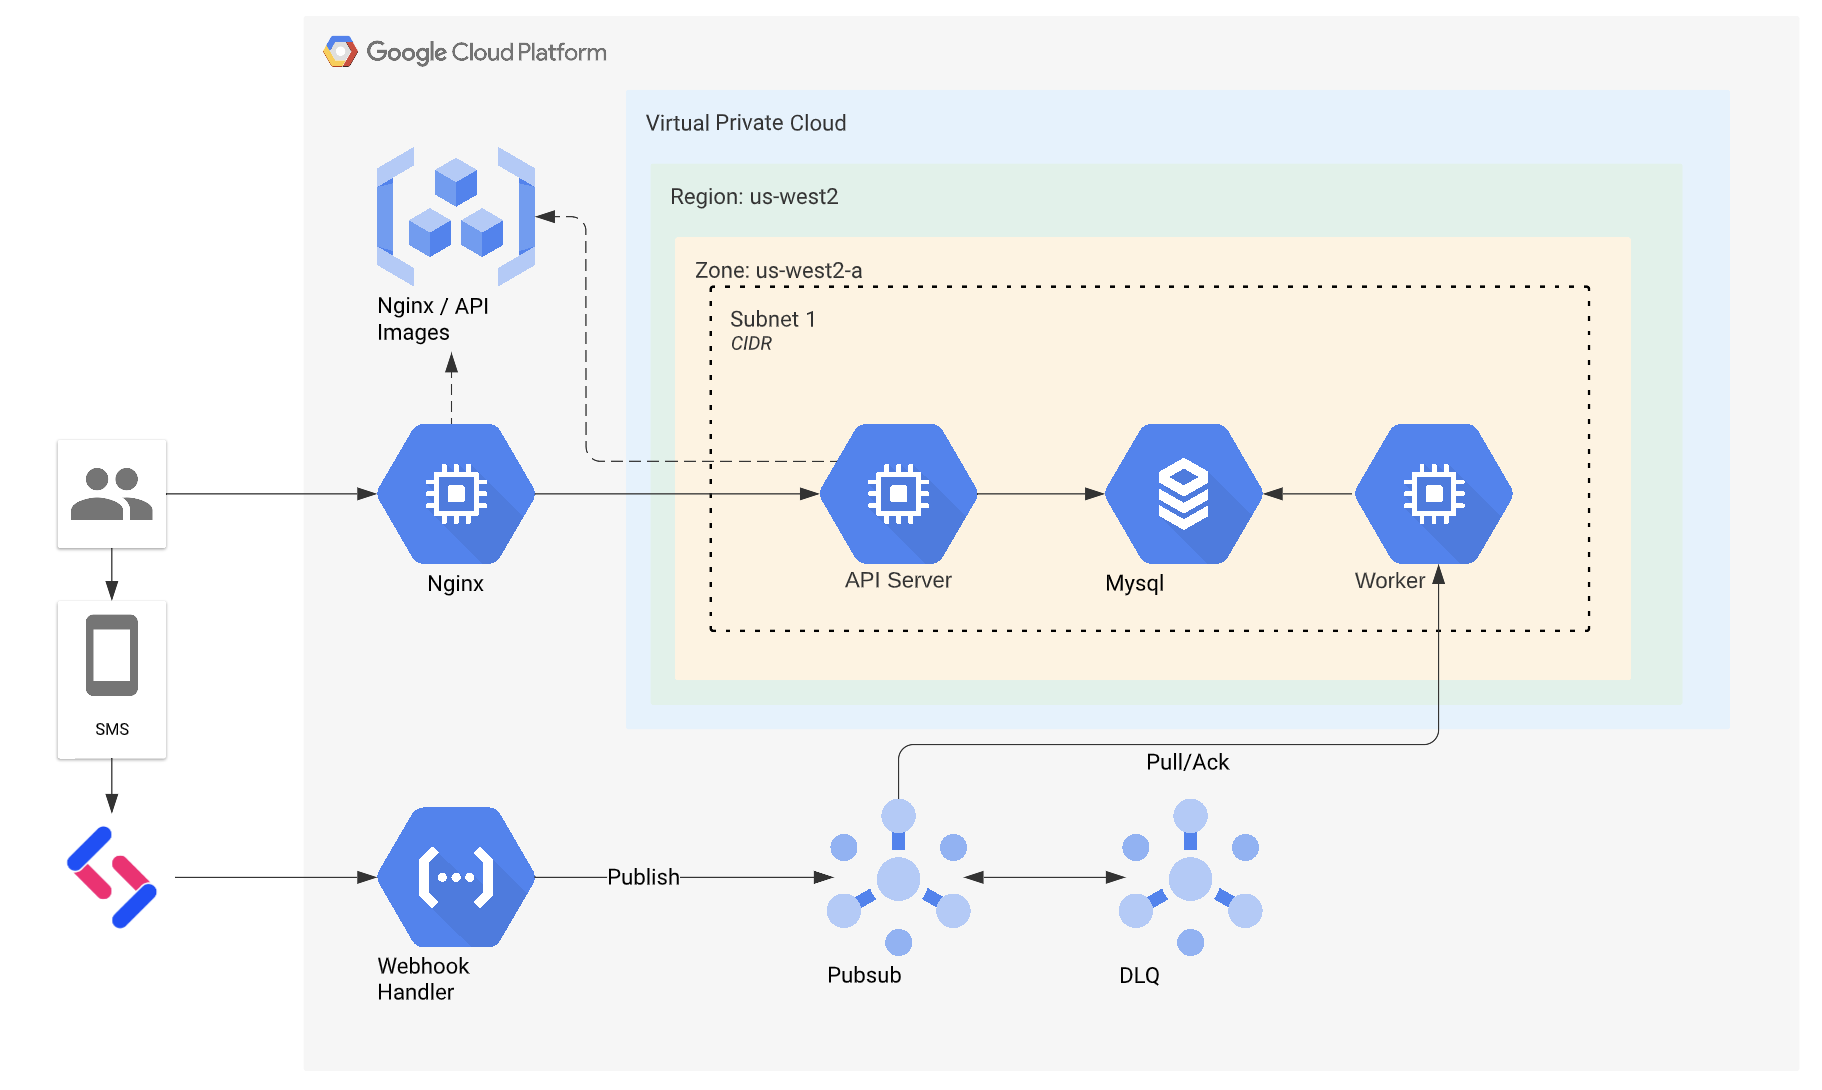 Google Cloud Platform
Virtual Private Cloud
Region: us-west2
Zone: us-west2-a
Subnet 1
CIDR
Nginx / API
Images
Nginx
API Server
Mysql
Worker
SMS
Pull/Ack
Publish
Webhook
Handler
Pubsub
DLQ